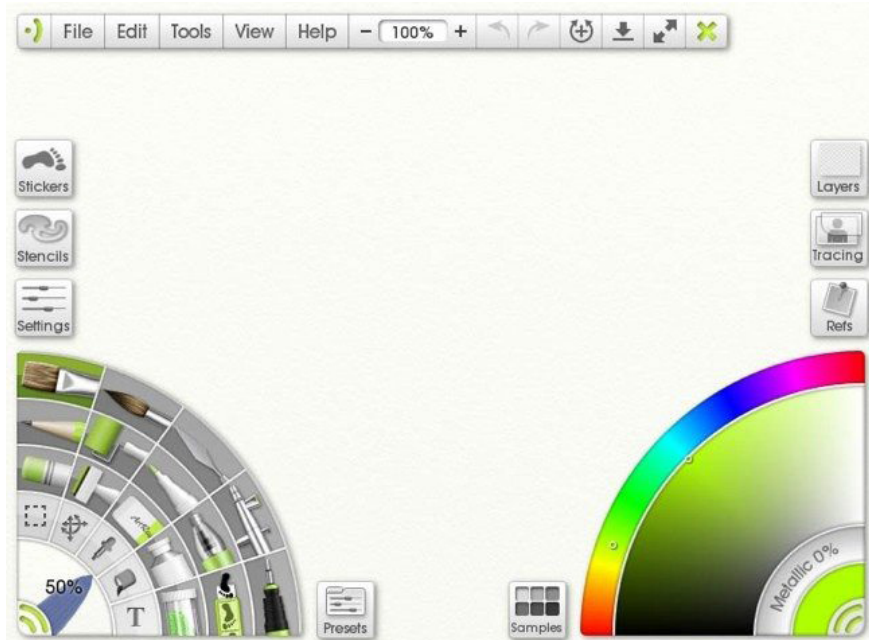 File Edit Tools View Help − 100% +
Stickers
Layers
Stencils
Tracing
Settings
Refs
50%
T
Presets
Samples
Metallic 0%